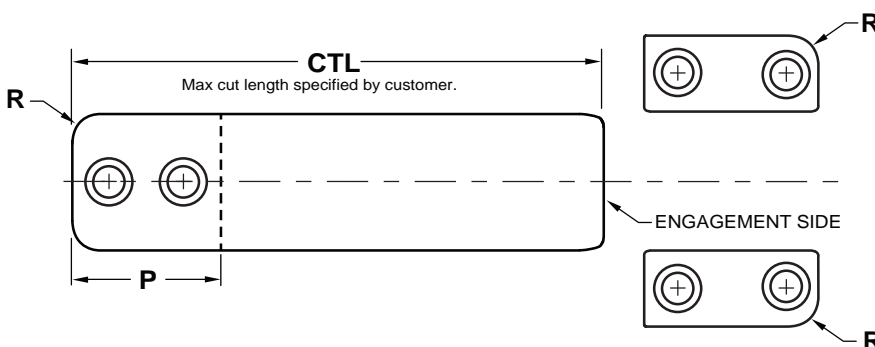 R
CTL
Max cut length specified by customer.
R
ENGAGEMENT SIDE
P
R